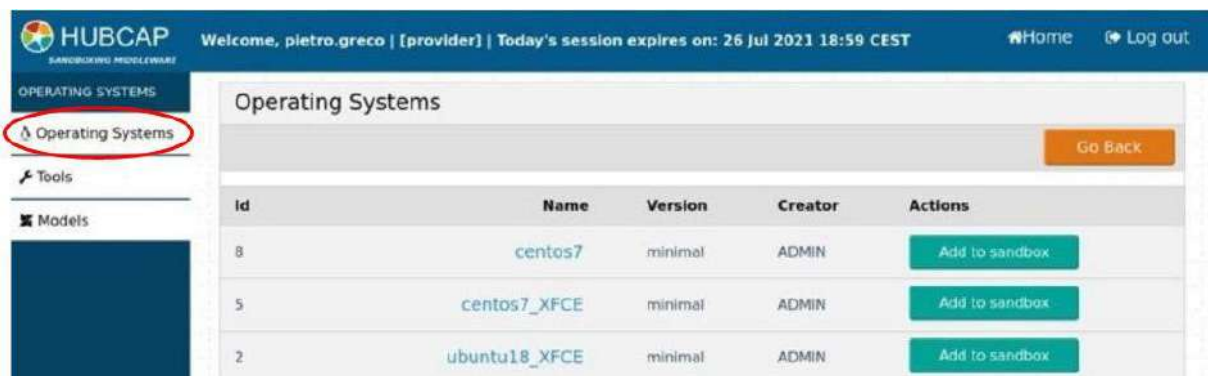 HUBCAP
SANDBOXING MIDDLEWARE
Welcome, pietro.greco | [provider] | Today's session expires on: 26 Jul 2021 18:59 CEST
Home
Log out
OPERATING SYSTEMS
Operating Systems
Tools
Models
Operating Systems
Go Back
Id Name Version Creator Actions
8 centos7 minimal ADMIN Add to sandbox
5 centos7_XFCE minimal ADMIN Add to sandbox
2 ubuntu18_XFCE minimal ADMIN Add to sandbox